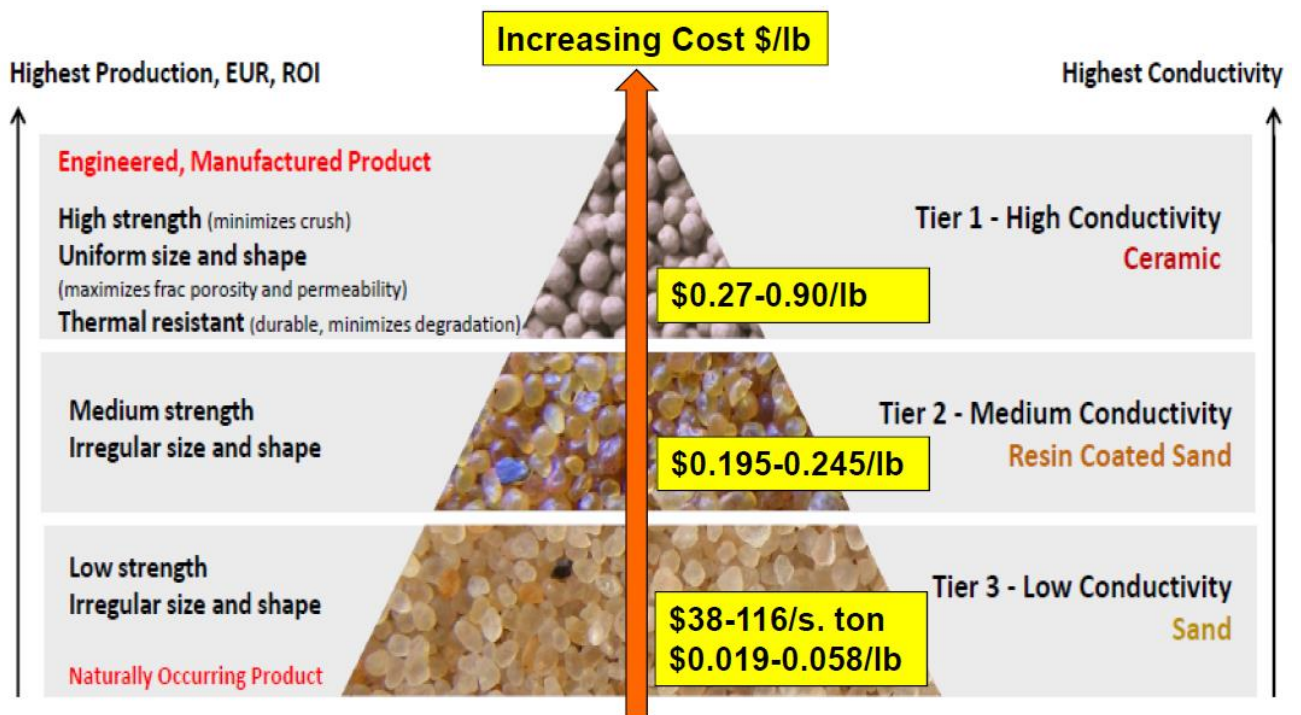 Increasing Cost $/lb
Highest Production, EUR, ROI
Highest Conductivity
Engineered, Manufactured Product
High strength (minimizes crush)
Uniform size and shape
(maximizes frac porosity and permeability)
Thermal resistant (durable, minimizes degradation)
Tier 1 - High Conductivity
Ceramic
$0.27-0.90/lb
Medium strength
Irregular size and shape
Tier 2 - Medium Conductivity
Resin Coated Sand
$0.195-0.245/lb
Low strength
Irregular size and shape
Naturally Occurring Product
Tier 3 - Low Conductivity
Sand
$38-116/s. ton
$0.019-0.058/lb